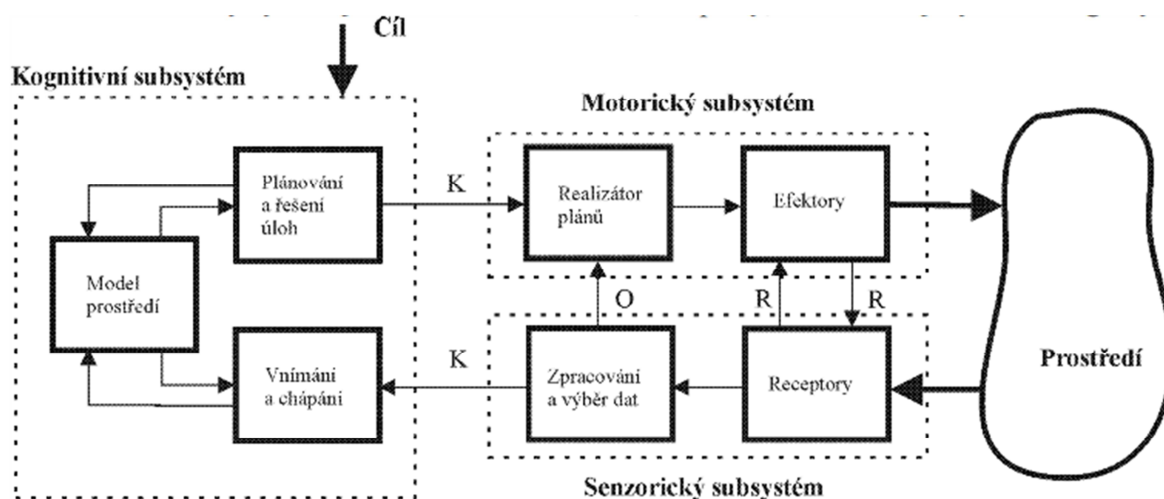 Cíl
Kognitivní subsystém
Motorický subsystém
Plánování
a řešení
úloh
K
Realizátor
plánů
Efektory
Model
prostředí
O
R
R
Prostředí
Vnímání
a chápání
K
Zpracování
a výběr dat
Receptory
Senzorický subsystém